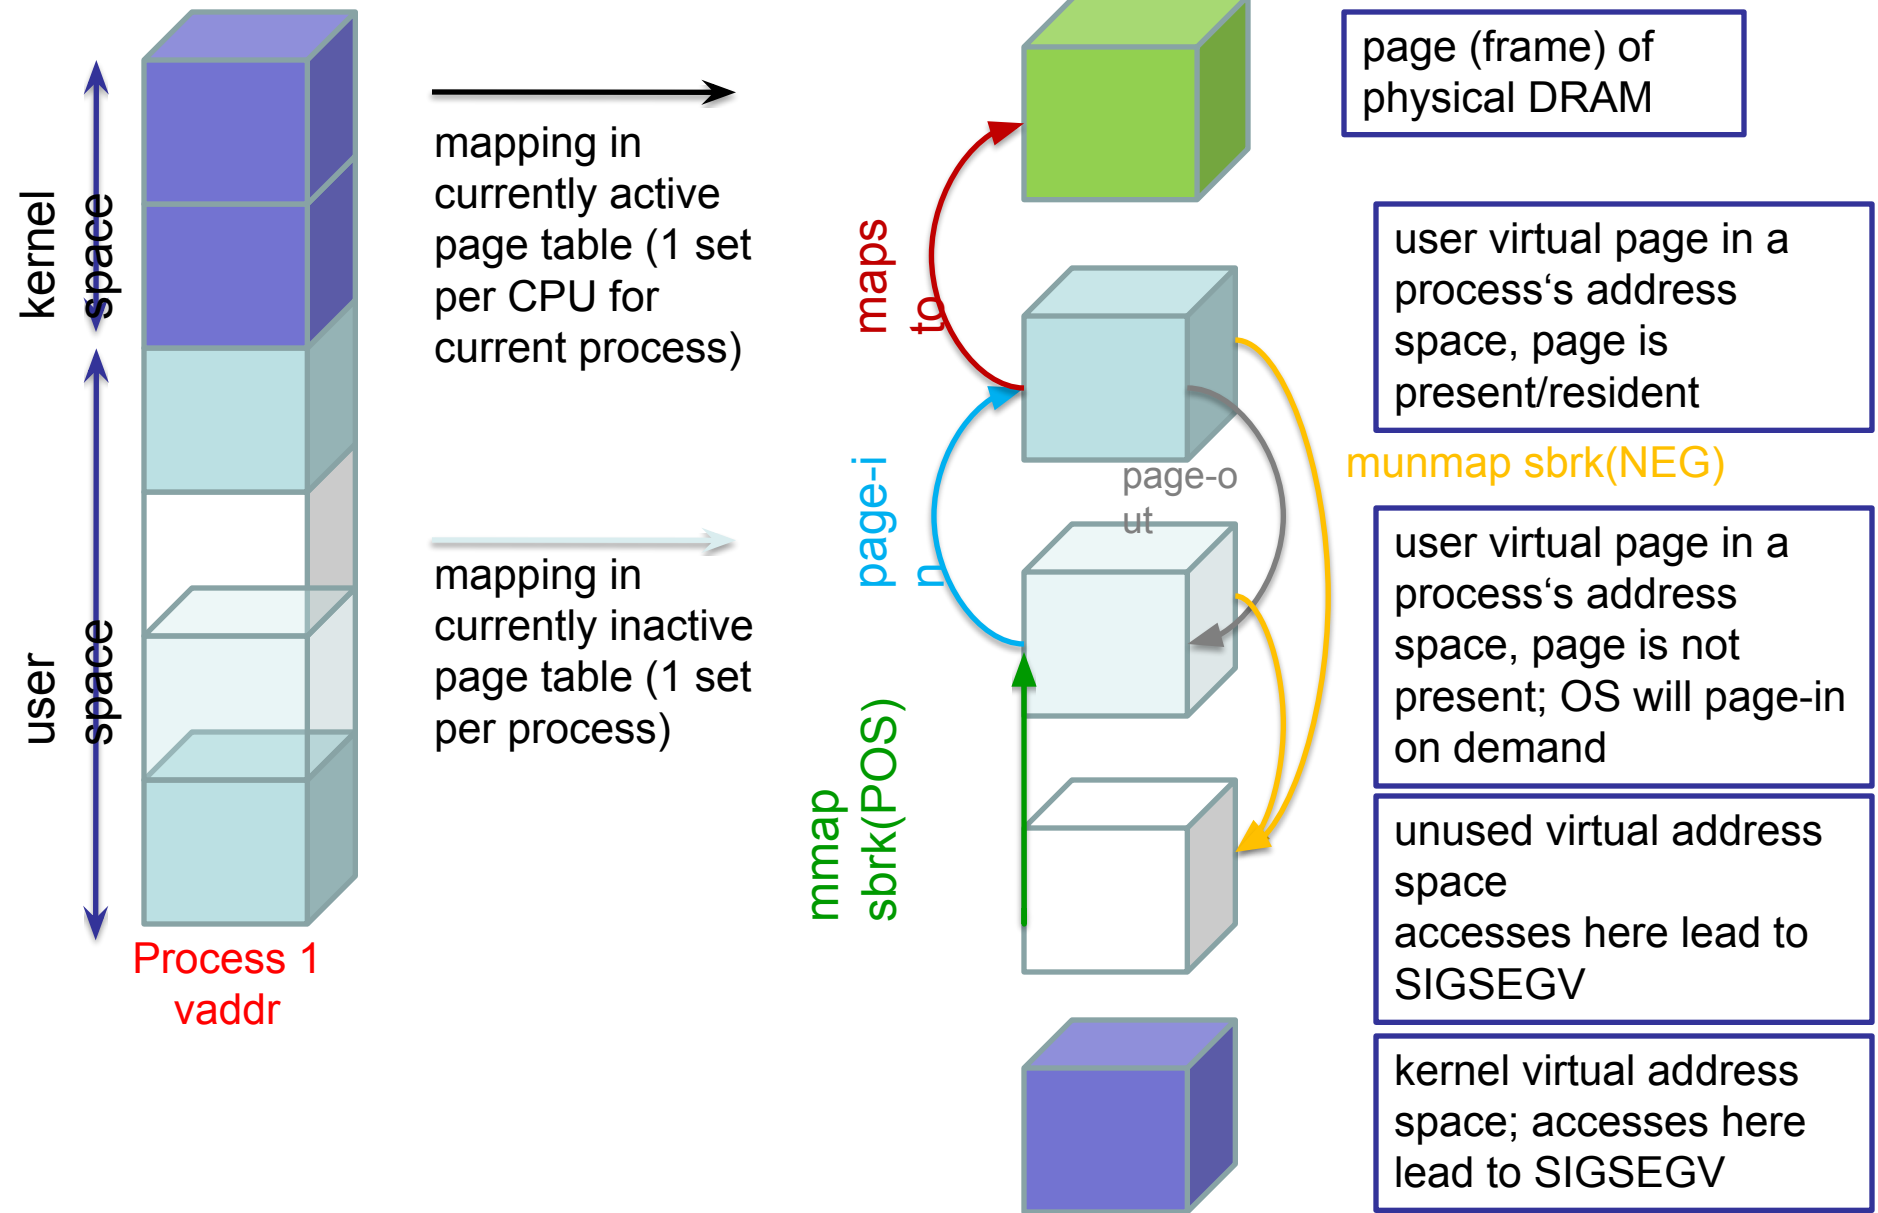 kernel
space
user
space
Process 1
vaddr
mapping in
currently active
page table (1 set
per CPU for
current process)
mapping in
currently inactive
page table (1 set
per process)
maps
to
page-i
n
page-o
ut
mmap
sbrk(POS)
munmap sbrk(NEG)
page (frame) of
physical DRAM
user virtual page in a
process‘s address
space, page is
present/resident
user virtual page in a
process‘s address
space, page is not
present; OS will page-in
on demand
unused virtual address
space
accesses here lead to
SIGSEGV
kernel virtual address
space; accesses here
lead to SIGSEGV